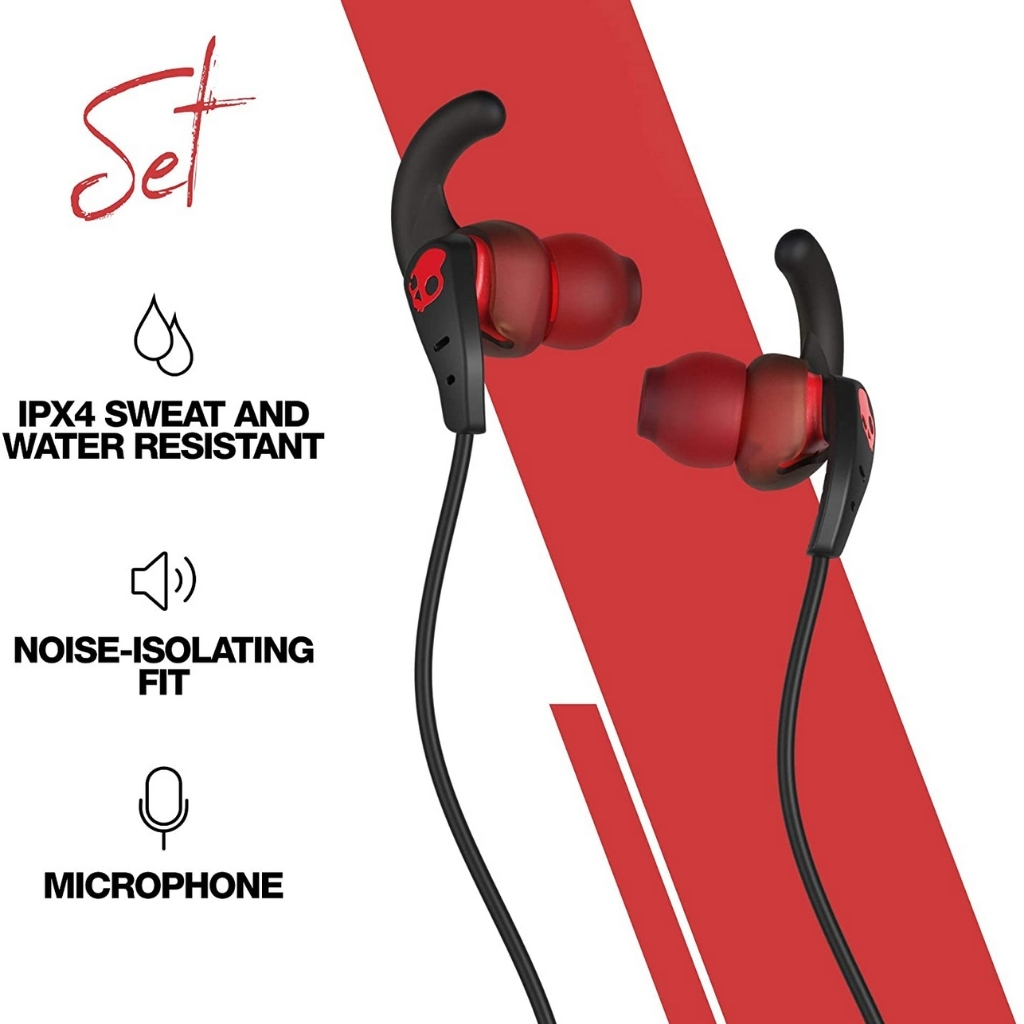 Set
IPX4 SWEAT AND
WATER RESISTANT
NOISE-ISOLATING
FIT
MICROPHONE